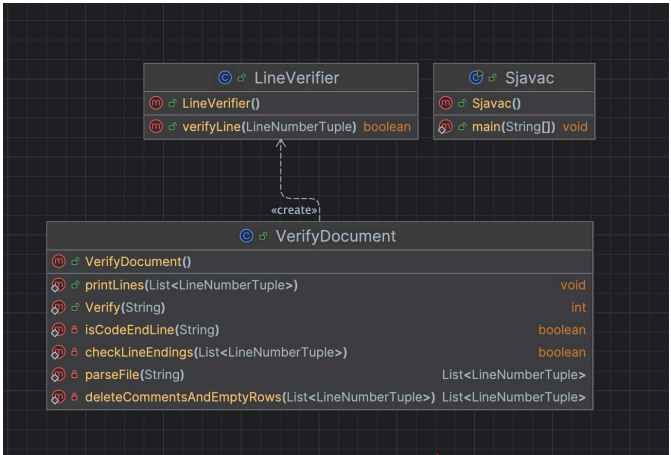 LineVerifier
LineVerifier()
verifyLine(LineNumberTuple) boolean
Sjavac
Sjavac()
main(String[]) void
«create»
VerifyDocument
VerifyDocument()
printLines(List<LineNumberTuple>) void
Verify(String) int
isCodeEndLine(String) boolean
checkLineEndings(List<LineNumberTuple>) boolean
parseFile(String) List<LineNumberTuple>
deleteCommentsAndEmptyRows(List<LineNumberTuple>) List<LineNumberTuple>